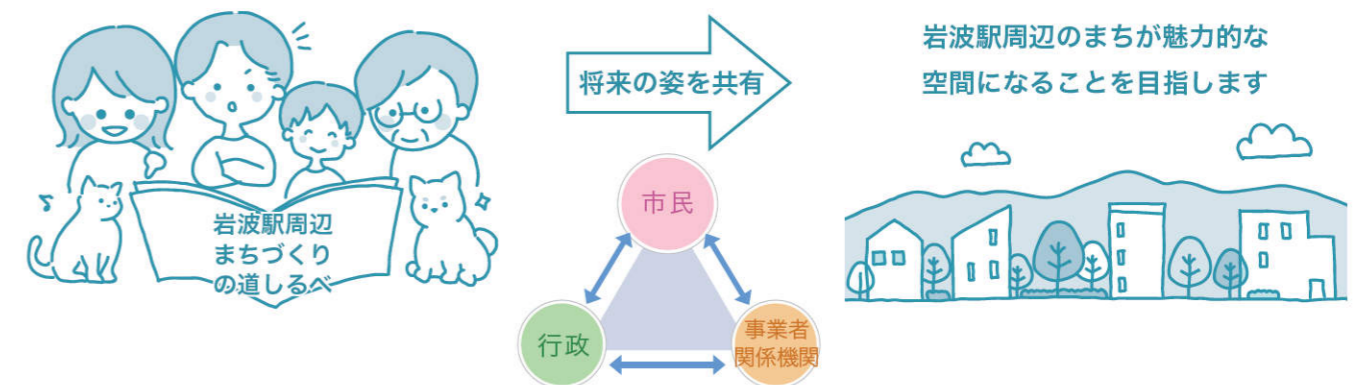 岩波駅周辺
まちづくり
の道しるべ
将来の姿を共有
市民
行政
事業者
関係機関
岩波駅周辺のまちが魅力的な
空間になることを目指します